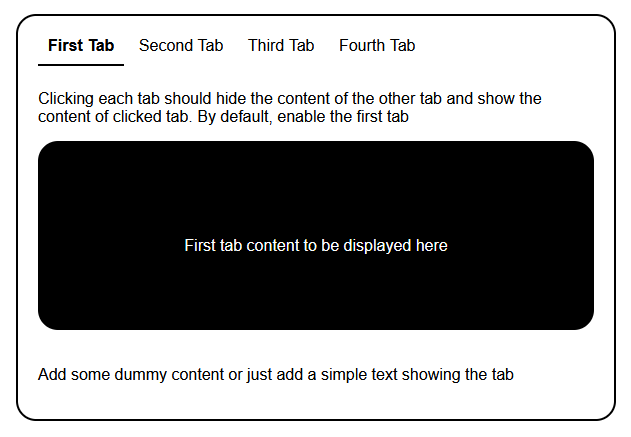 First Tab Second Tab Third Tab Fourth Tab
Clicking each tab should hide the content of the other tab and show the
content of clicked tab. By default, enable the first tab
First tab content to be displayed here
Add some dummy content or just add a simple text showing the tab